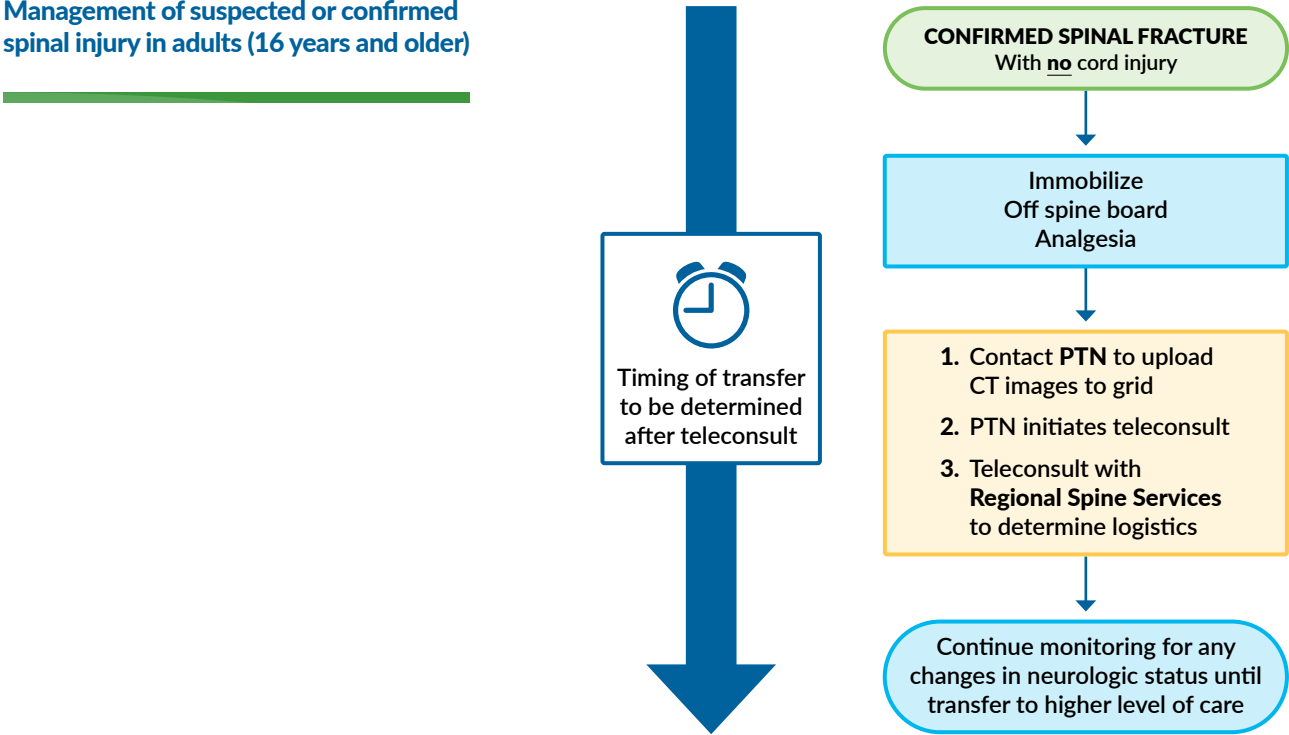 Management of suspected or confirmed
spinal injury in adults (16 years and older)
Timing of transfer
to be determined
after teleconsult
CONFIRMED SPINAL FRACTURE
With no cord injury
Immobilize
Off spine board
Analgesia
1. Contact PTN to upload
CT images to grid
2. PTN initiates teleconsult
3. Teleconsult with
Regional Spine Services
to determine logistics
Continue monitoring for any
changes in neurologic status until
transfer to higher level of care